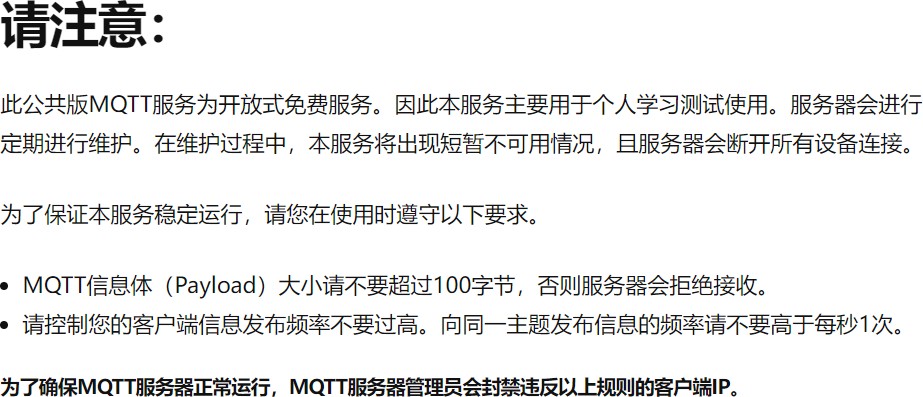 请注意：
此公共版MQTT服务为开放式免费服务。因此本服务主要用于个人学习测试使用。服务器会进行
定期进行维护。在维护过程中，本服务将出现短暂不可用情况，且服务器会断开所有设备连接。
为了保证本服务稳定运行，请您在使用时遵守以下要求。
• MQTT信息体（Payload）大小请不要超过100字节，否则服务器会拒绝接收。
• 请控制您的客户端信息发布频率不要过高。向同一主题发布信息的频率请不要高于每秒1次。
为了确保MQTT服务器正常运行，MQTT服务器管理员会封禁违反以上规则的客户端IP。